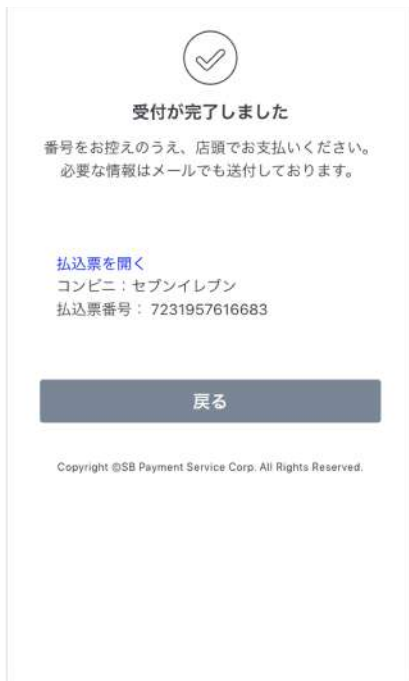 受付が完了しました
番号をお控えのうえ、店頭でお支払いください。
必要な情報はメールでも送付しております。
払込票を開く
コンビニ：セブンイレブン
払込票番号： 7231957616683
戻る
Copyright ©SB Payment Service Corp. All Rights Reserved.